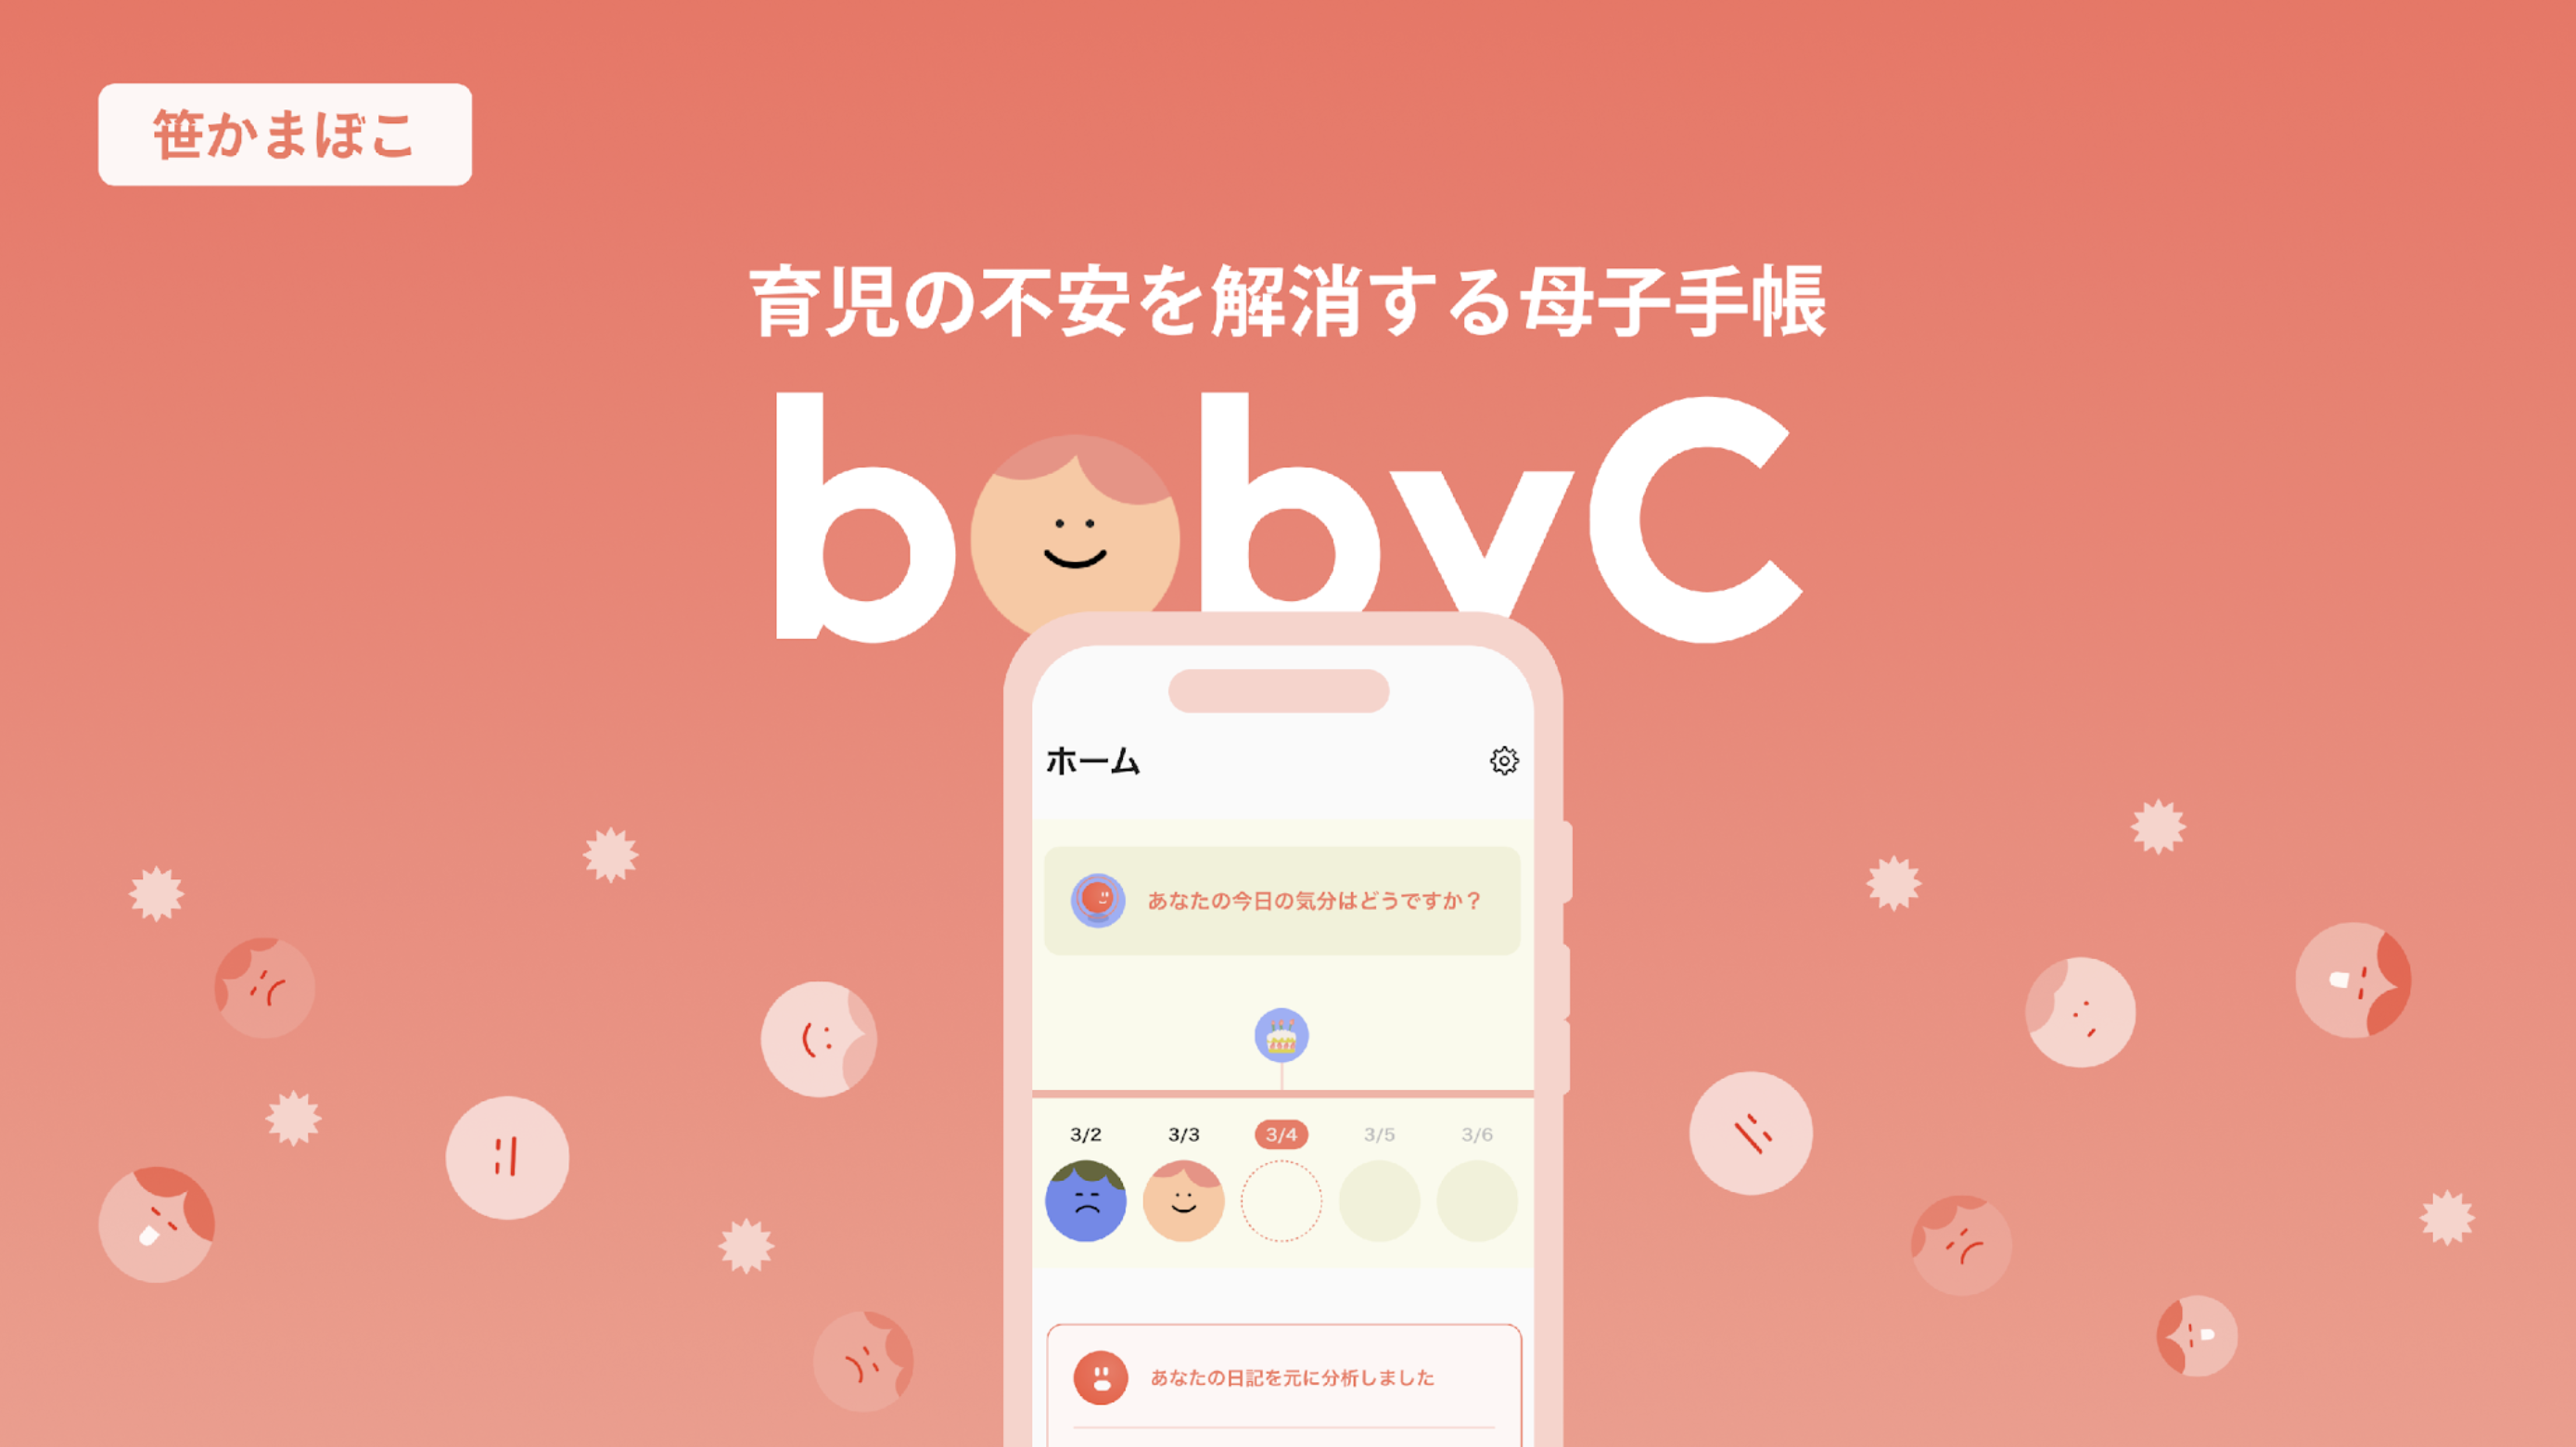 笹かまぼこ
育児の不安を解消する母子手帳
bobyC
ホーム
あなたの今日の気分はどうですか？
3/2 3/3 3/4 3/5 3/6
あなたの日記を元に分析しました